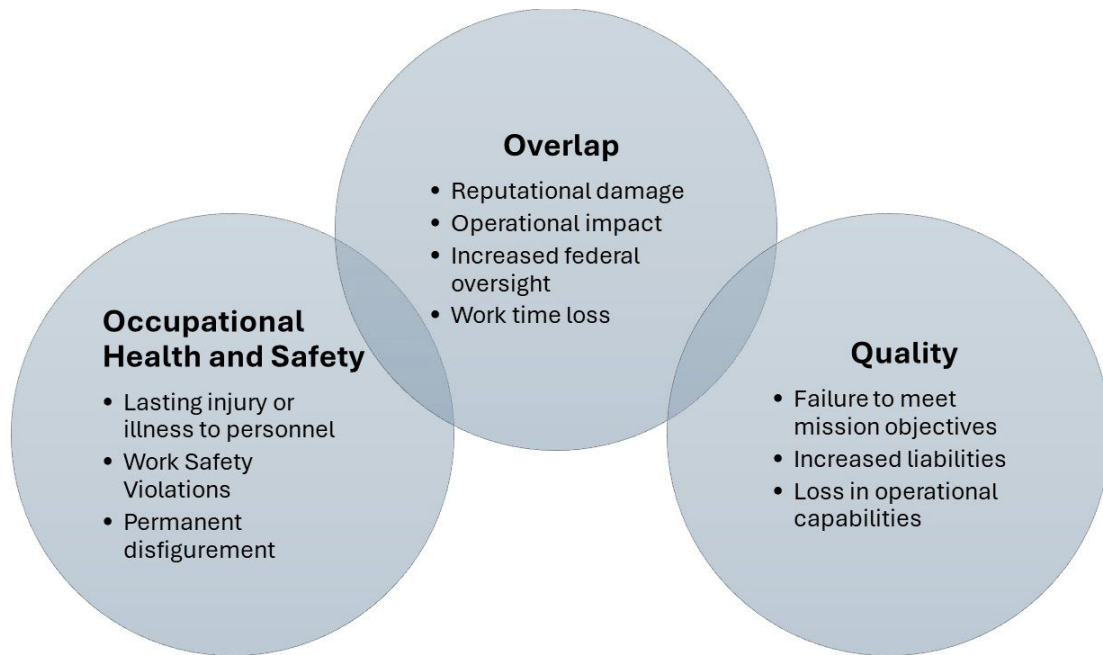 Overlap
• Reputational damage
• Operational impact
• Increased federal
oversight
• Work time loss
Occupational
Health and Safety
• Lasting injury or
illness to personnel
• Work Safety
Violations
• Permanent
disfigurement
Quality
• Failure to meet
mission objectives
• Increased liabilities
• Loss in operational
capabilities